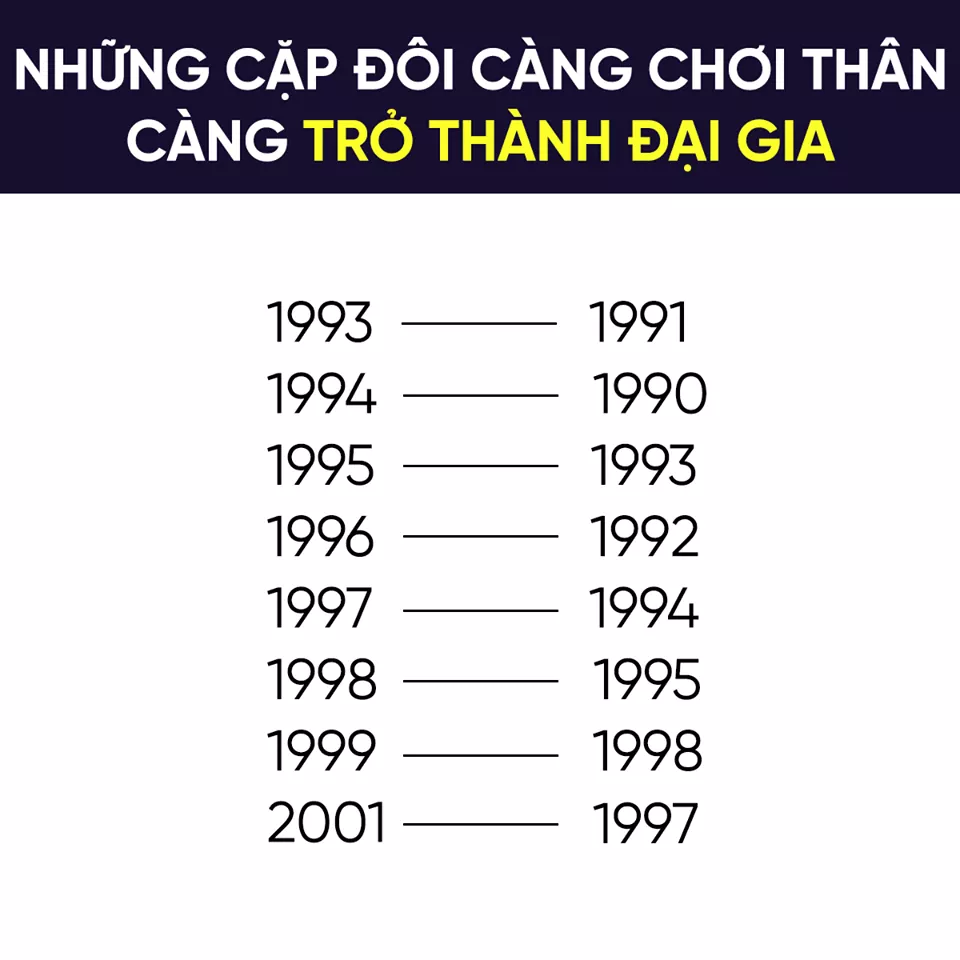 NHỮNG CẶP ĐÔI CÀNG CHƠI THÂN
CÀNG TRỞ THÀNH ĐẠI GIA
1993 — 1991
1994 — 1990
1995 — 1993
1996 — 1992
1997 — 1994
1998 — 1995
1999 — 1998
2001 — 1997